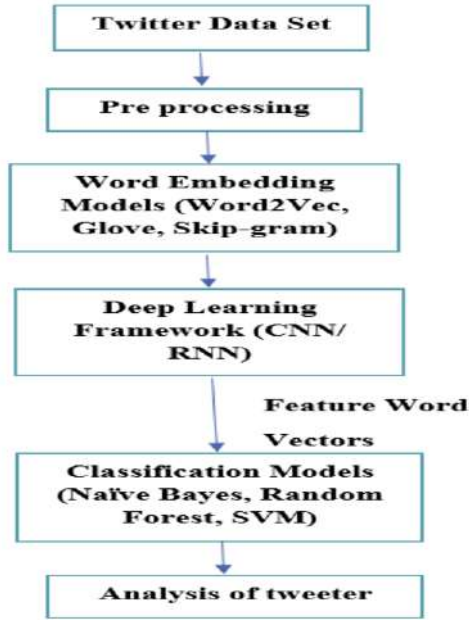 Twitter Data Set
Pre processing
Word Embedding
Models (Word2Vec,
Glove, Skip-gram)
Deep Learning
Framework (CNN/
RNN)
Feature Word
Vectors
Classification Models
(Naïve Bayes, Random
Forest, SVM)
Analysis of tweeter